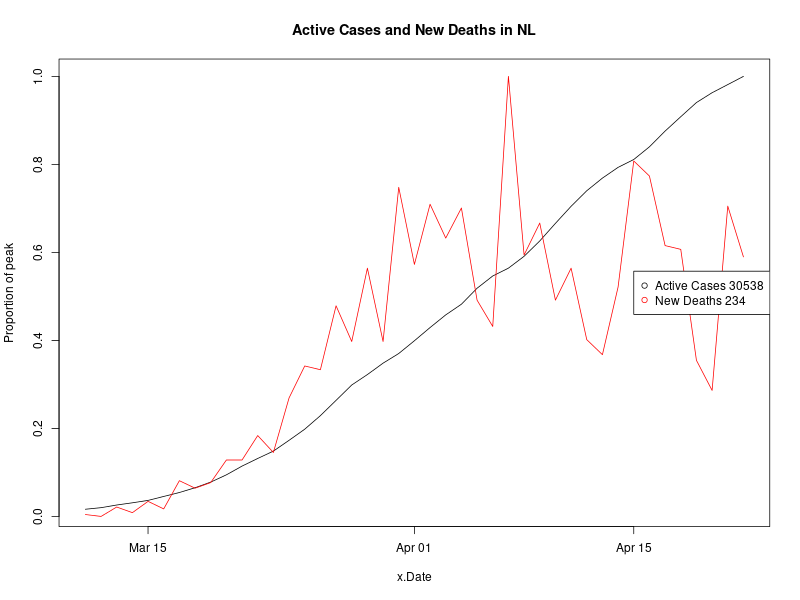 Active Cases and New Deaths in NL
Proportion of peak
1.0
0.8
0.6
0.4
0.2
0.0
Active Cases 30538
New Deaths 234
Mar 15
Apr 01
Apr 15
x.Date